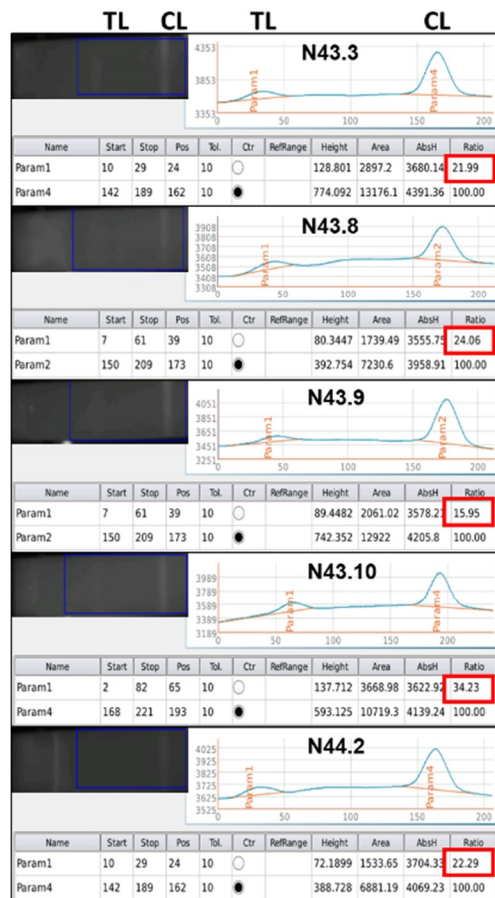 TL CL TL CL
N43.3
4353
3853
3353
Param1
Param4
0 50 100 150 200
Name Start Stop Pos Tol. Ctr RefRange Height Area AbsH Ratio
Param1 10 29 24 10 128.801 2897.2 3680.14 21.99
Param4 142 189 162 10 774.092 13176.1 4391.36 100.00
N43.8
3908
3808
3708
3608
3508
3408
3308
Param1
Param2
0 50 100 150 200
Name Start Stop Pos Tol. Ctr RefRange Height Area AbsH Ratio
Param1 7 61 39 10 80.3447 1739.49 3555.75 24.06
Param2 150 209 173 10 392.754 7230.6 3958.91 100.00
N43.9
4051
3851
3651
3451
3251
Param1
Param2
0 50 100 150 200
Name Start Stop Pos Tol. Ctr RefRange Height Area AbsH Ratio
Param1 7 61 39 10 89.4482 2061.02 3578.21 15.95
Param2 150 209 173 10 742.352 12922 4205.8 100.00
N43.10
3989
3789
3589
3389
3189
Param1
Param4
0 100 200
Name Start Stop Pos Tol. Ctr RefRange Height Area AbsH Ratio
Param1 2 82 65 10 137.712 3668.98 3622.92 34.23
Param4 168 221 193 10 593.125 10719.3 4139.24 100.00
N44.2
4025
3925
3825
3725
3625
Param1
Param4
0 50 100 150 200
Name Start Stop Pos Tol. Ctr RefRange Height Area AbsH Ratio
Param1 10 29 24 10 72.1899 1533.65 3704.33 22.29
Param4 142 189 162 10 388.728 6881.19 4069.23 100.00